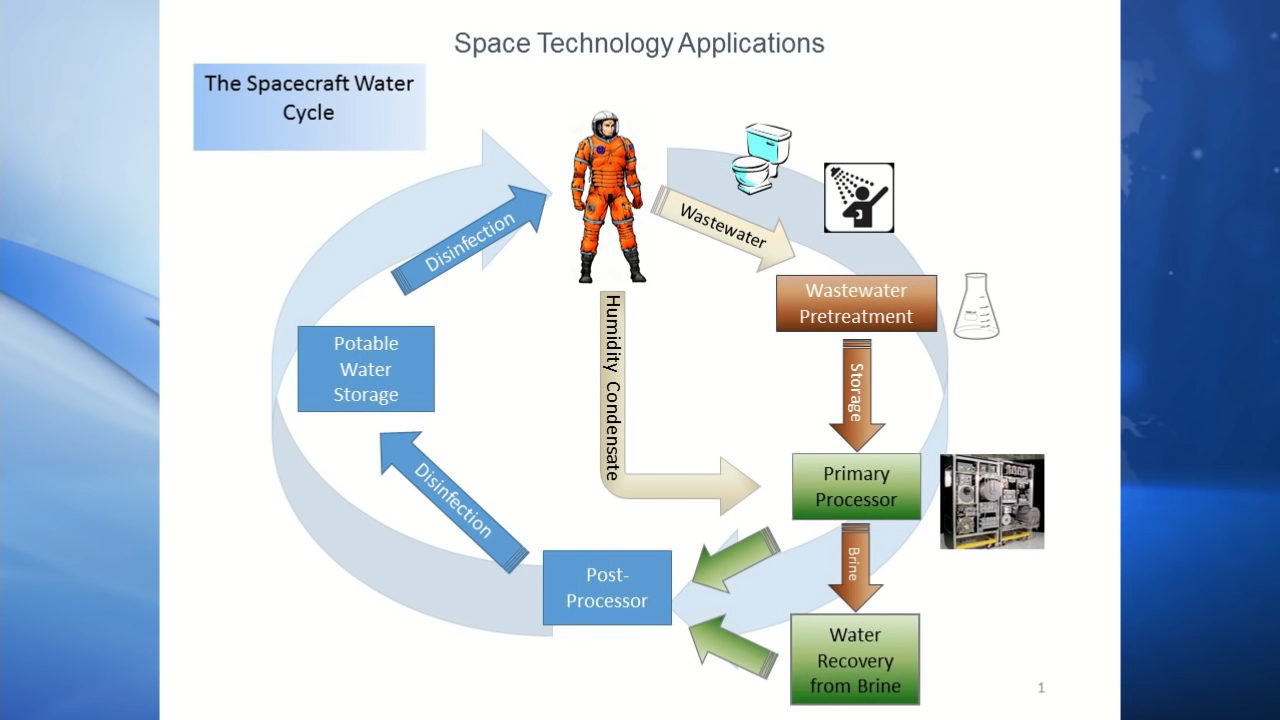 Space Technology Applications
The Spacecraft Water
Cycle
Disinfection
Wastewater
Wastewater
Pretreatment
Humidity Condensate
Potable
Water
Storage
Storage
Primary
Processor
Disinfection
Brine
Post-
Processor
Water
Recovery
from Brine
1